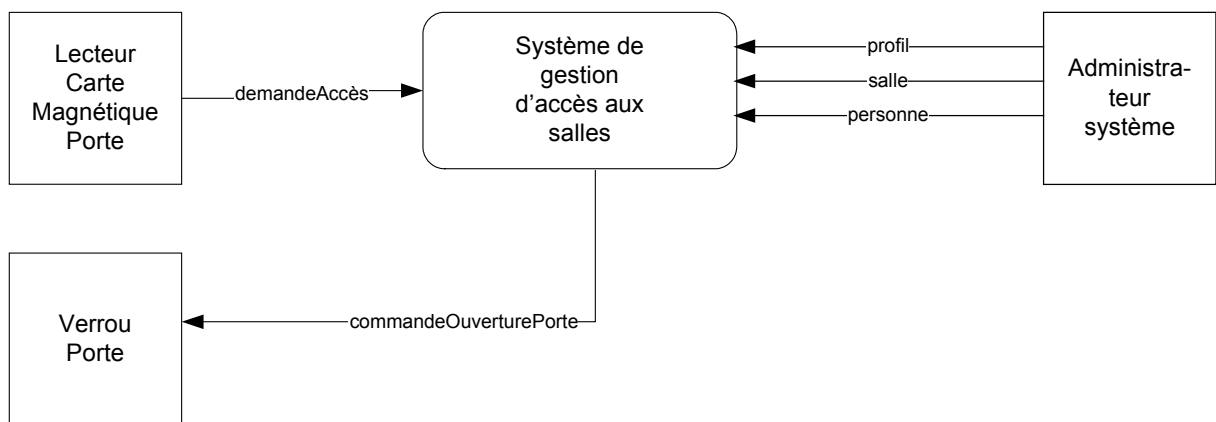 Lecteur
Carte
Magnétique
Porte
demandeAccès
Système de
gestion
d’accès aux
salles
profil
salle
personne
Administra-
teur
système
Verrou
Porte
commandeOuverturePorte